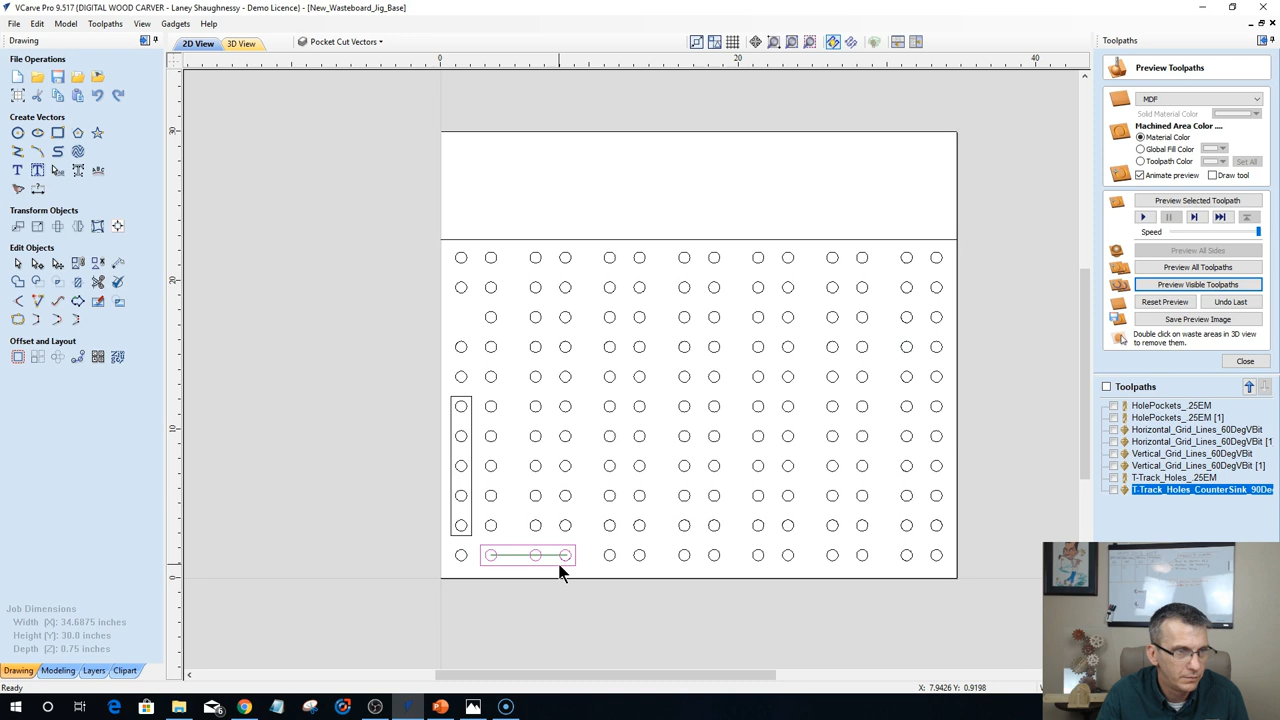 VCarve Pro 9.517 {DIGITAL WOOD CARVER - Laney Shaughnessy - Demo Licence} - [New_Wasteboard_Jig_Base]
File Edit Model Toolpaths View Gadgets Help
Drawing
2D View 3D View Pocket Cut Vectors
Toolpaths
File Operations
Create Vectors
Transform Objects
Edit Objects
Offset and Layout
Job Dimensions
Width (X): 34.6875 inches
Height (Y): 30.0 inches
Depth (Z): 0.75 inches
Drawing Modeling Layers Clipart
Ready
0 20 40
30
20
10
0
X: 7.9426 Y: 0.9198
Preview Toolpaths
MDF
Solid Material Color
Machined Area Color ....
Material Color
Global Fill Color
Toolpath Color Set All
Animate preview Draw tool
Preview Selected Toolpath
Speed
Preview All Sides
Preview All Toolpaths
Preview Visible Toolpaths
Reset Preview Undo Last
Save Preview Image
Double click on waste areas in 3D view
to remove them.
Close
Toolpaths
HolePockets_.25EM
HolePockets_.25EM [1]
Horizontal_Grid_Lines_60DegVBit
Horizontal_Grid_Lines_60DegVBit [1
Vertical_Grid_Lines_60DegVBit
Vertical_Grid_Lines_60DegVBit [1]
T-Track_Holes_.25EM
T-Track_Holes_CounterSink_90De